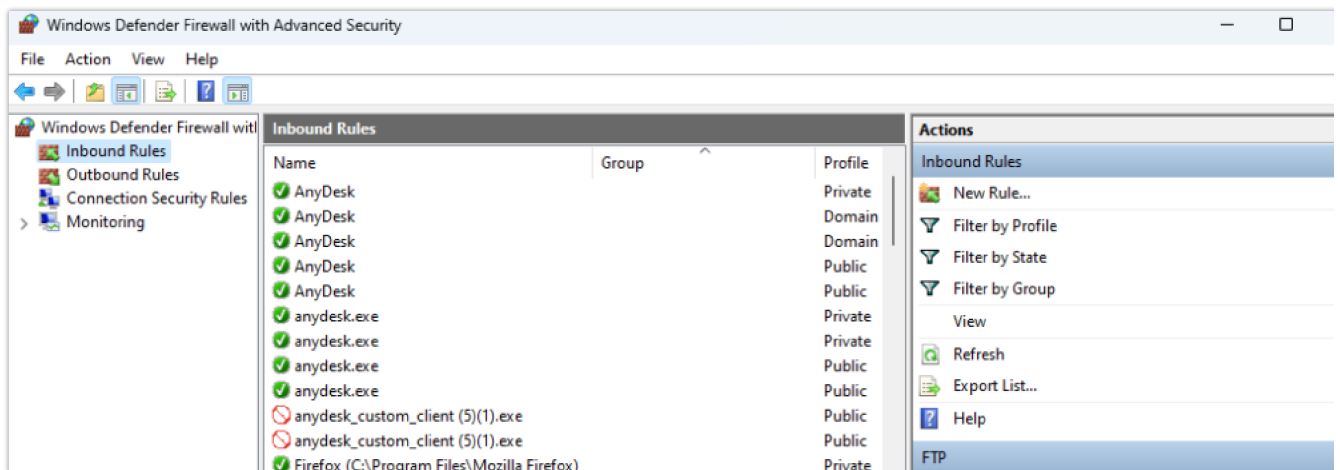 Windows Defender Firewall with Advanced Security
File Action View Help
Windows Defender Firewall witl
Inbound Rules
Outbound Rules
Connection Security Rules
Monitoring
Inbound Rules
Name Group Profile
AnyDesk Private
AnyDesk Domain
AnyDesk Domain
AnyDesk Public
AnyDesk Public
anydesk.exe Private
anydesk.exe Private
anydesk.exe Public
anydesk.exe Public
anydesk_custom_client (5)(1).exe Public
anydesk_custom_client (5)(1).exe Public
Firefox (C:\Program Files\Mozilla Firefox) Private
Actions
Inbound Rules
New Rule...
Filter by Profile
Filter by State
Filter by Group
View
Refresh
Export List...
Help
FTP